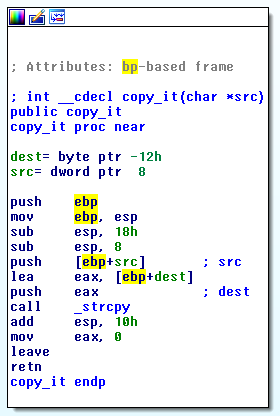 ; Attributes: bp-based frame
; int __cdecl copy_it(char *src)
public copy_it
copy_it proc near
dest= byte ptr -12h
src= dword ptr  8
push    ebp
mov     ebp, esp
sub     esp, 18h
sub     esp, 8
push    [ebp+src]       ; src
lea     eax, [ebp+dest]
push    eax             ; dest
call    _strcpy
add     esp, 10h
mov     eax, 0
leave
retn
copy_it endp